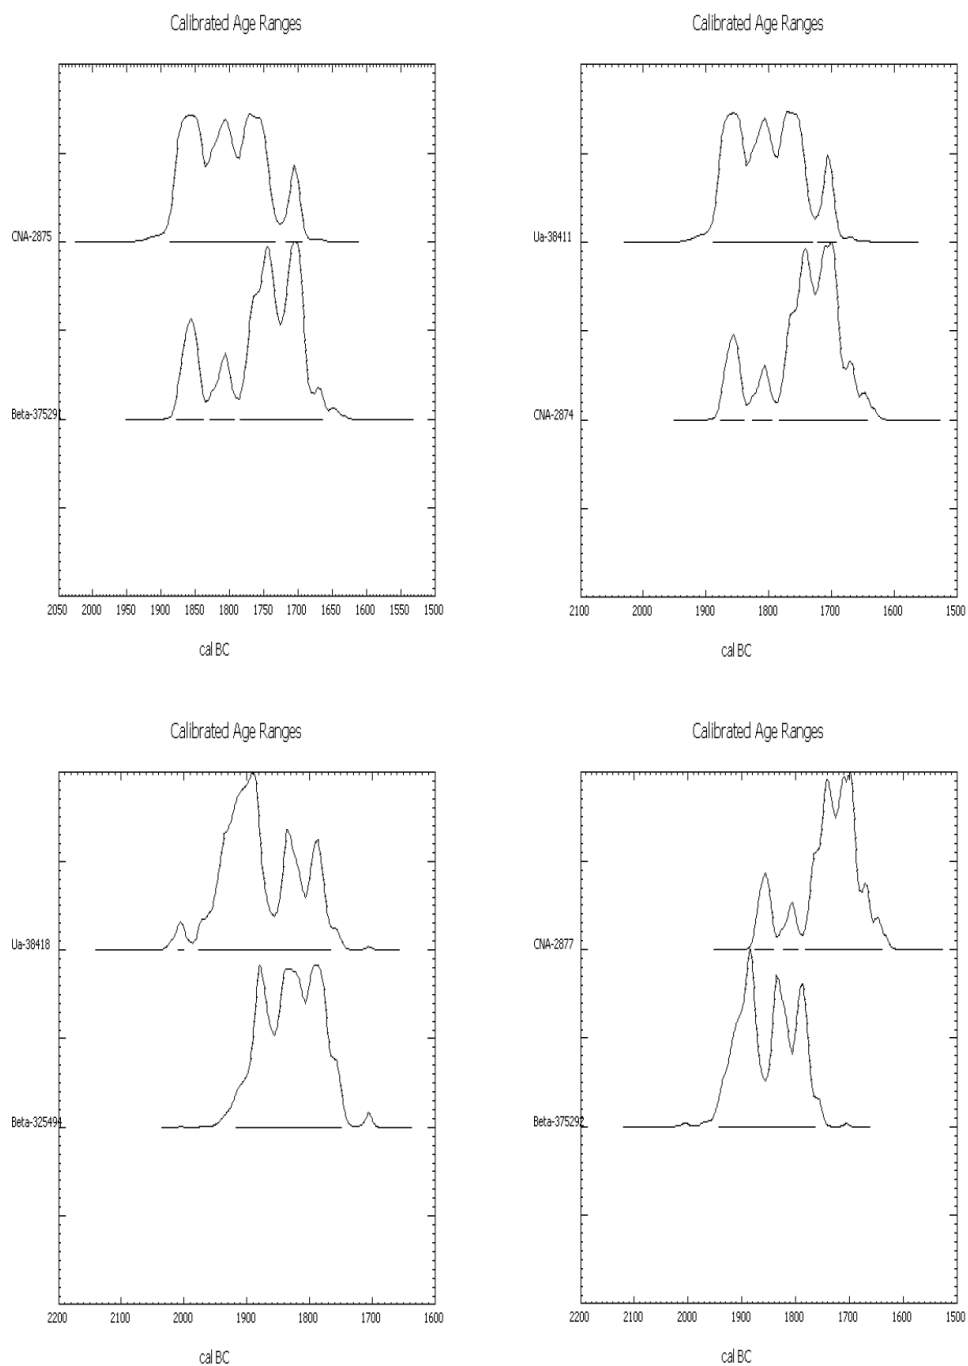 Calibrated Age Ranges
CNA-2875
Beta-375291
2050 2000 1950 1900 1850 1800 1750 1700 1650 1600 1550 1500
cal BC
Calibrated Age Ranges
Ua-38411
CNA-2874
2100 2000 1900 1800 1700 1600 1500
cal BC
Calibrated Age Ranges
Ua-38418
Beta-325494
2200 2100 2000 1900 1800 1700 1600
cal BC
Calibrated Age Ranges
CNA-2877
Beta-375292
2200 2100 2000 1900 1800 1700 1600 1500
cal BC